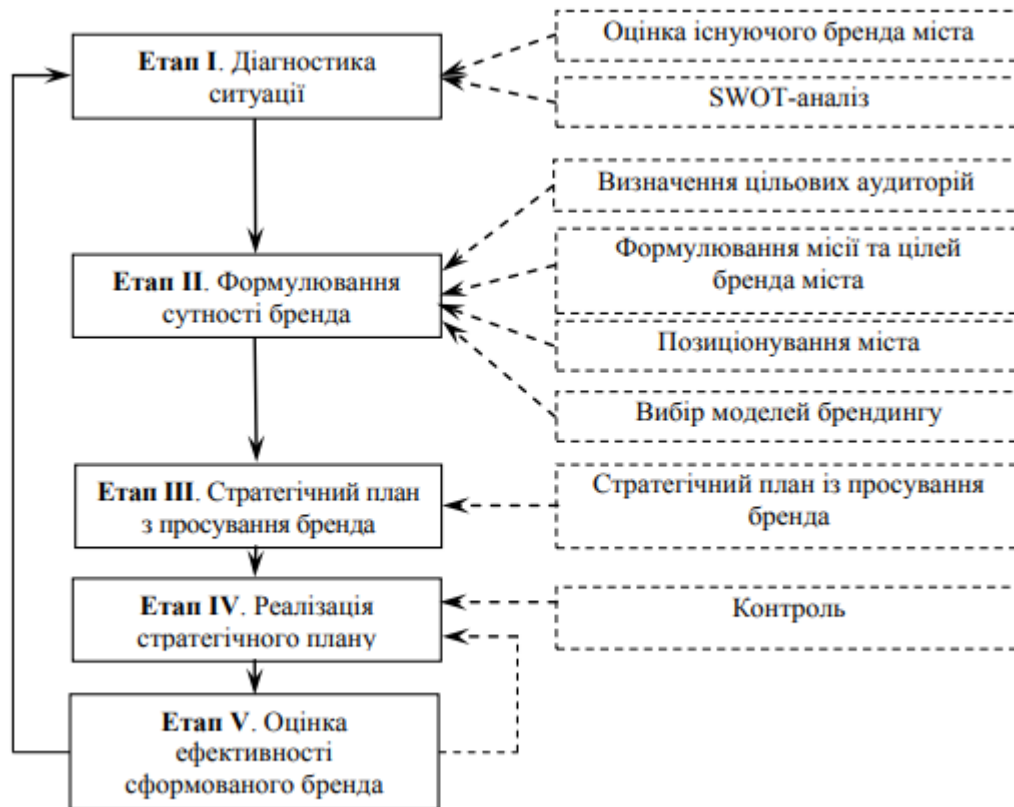 Етап I. Діагностика
ситуації
Оцінка існуючого бренда міста
SWOT-аналіз
Визначення цільових аудиторій
Етап II. Формулювання
сутності бренда
Формулювання місії та цілей
бренда міста
Позиціонування міста
Вибір моделей брендингу
Етап III. Стратегічний план
з просування бренда
Стратегічний план із просування
бренда
Етап IV. Реалізація
стратегічного плану
Контроль
Етап V. Оцінка
ефективності
сформованого бренда